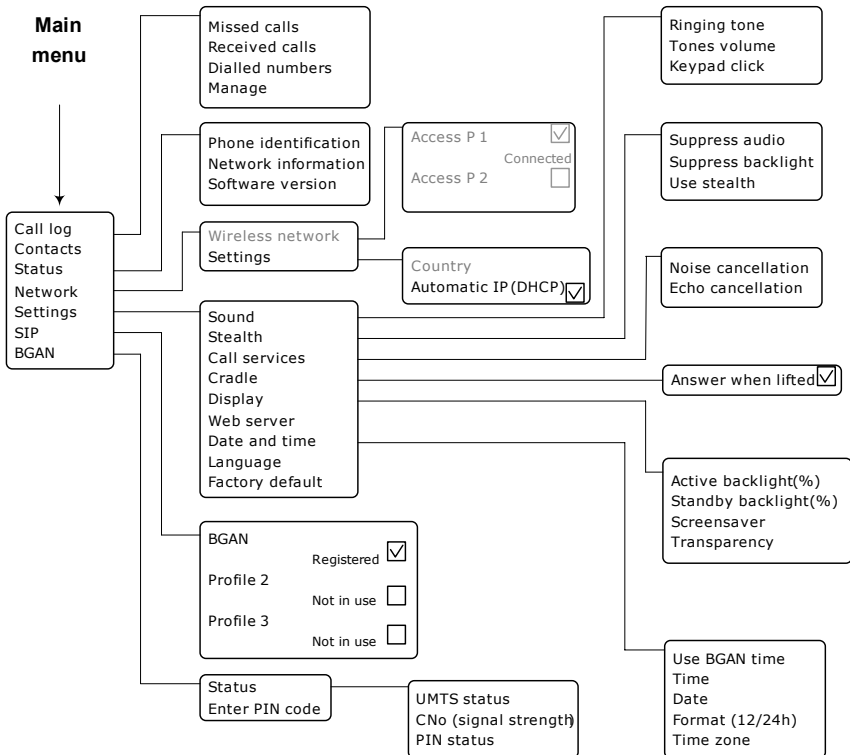 Main
menu
Call log
Contacts
Status
Network
Settings
SIP
BGAN
Missed calls
Received calls
Dialled numbers
Manage
Phone identification
Network information
Software version
Wireless network
Settings
Access P 1
Connected
Access P 2
Country
Automatic IP (DHCP)
Sound
Stealth
Call services
Cradle
Display
Web server
Date and time
Language
Factory default
BGAN
Registered
Profile 2
Not in use
Profile 3
Not in use
Status
Enter PIN code
UMTS status
CNo (signal strength)
PIN status
Ringing tone
Tones volume
Keypad click
Suppress audio
Suppress backlight
Use stealth
Noise cancellation
Echo cancellation
Answer when lifted
Active backlight(%)
Standby backlight(%)
Screensaver
Transparency
Use BGAN time
Time
Date
Format (12/24h)
Time zone